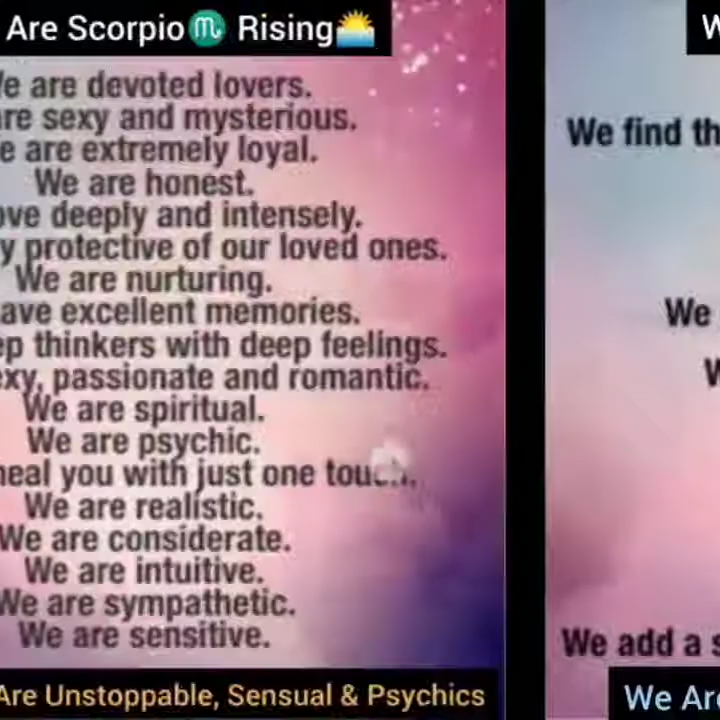 Are Scorpio♏ Rising🌅
e are devoted lovers.
re sexy and mysterious.
e are extremely loyal.
We are honest.
ove deeply and intensely.
y protective of our loved ones.
We are nurturing.
ave excellent memories.
ep thinkers with deep feelings.
exy, passionate and romantic.
We are spiritual.
We are psychic.
heal you with just one touch.
We are realistic.
We are considerate.
We are intuitive.
We are sympathetic.
We are sensitive.
Are Unstoppable, Sensual & Psychics
W
We find th
We
W
We add a s
We Are